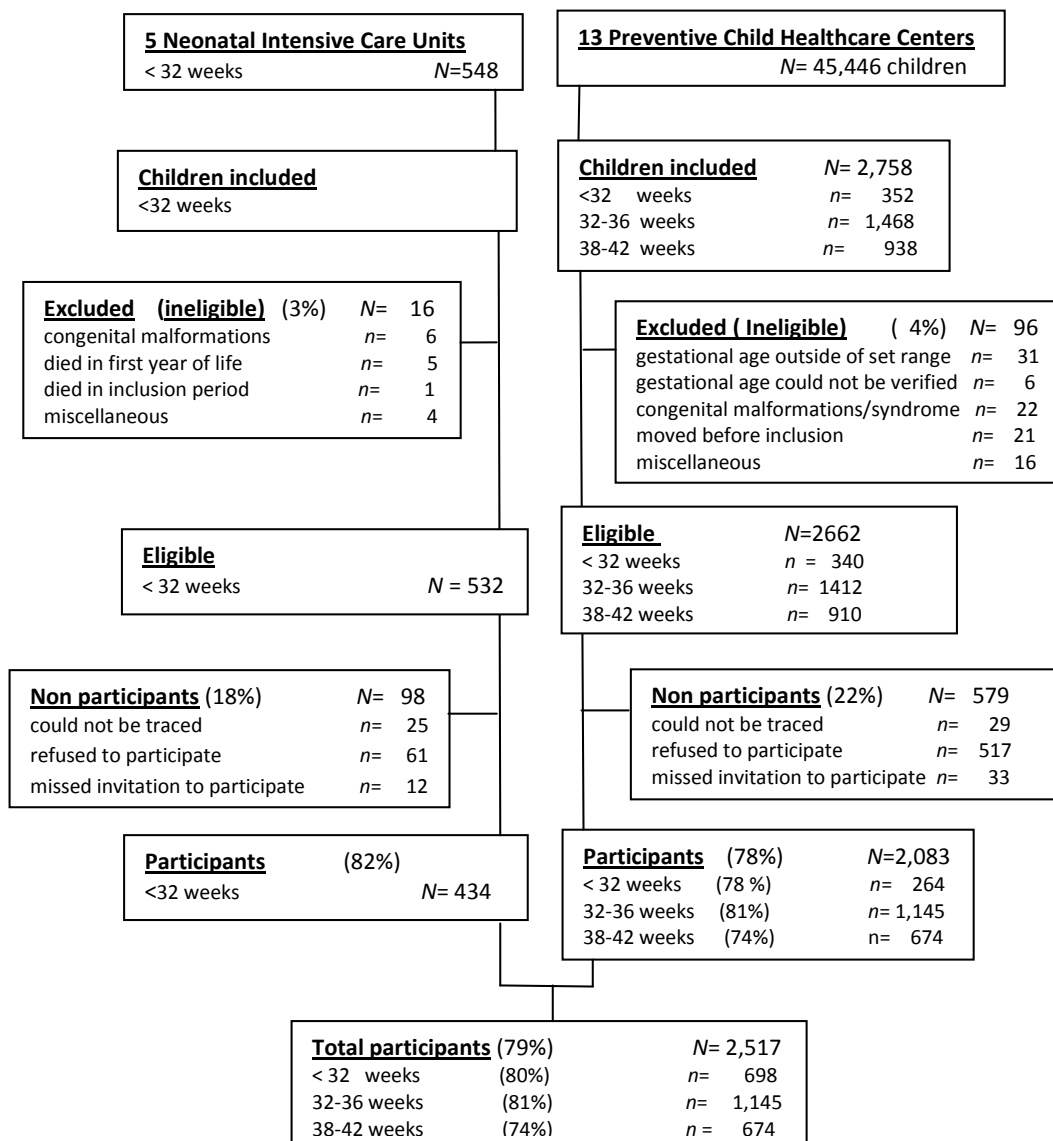 5 Neonatal Intensive Care Units
< 32 weeks N=548
13 Preventive Child Healthcare Centers
N= 45,446 children
Children included
<32 weeks
Children included N= 2,758
<32 weeks n= 352
32-36 weeks n= 1,468
38-42 weeks n= 938
Excluded (ineligible) (3%) N= 16
congenital malformations n= 6
died in first year of life n= 5
died in inclusion period n= 1
miscellaneous n= 4
Excluded ( Ineligible) ( 4%) N= 96
gestational age outside of set range n= 31
gestational age could not be verified n= 6
congenital malformations/syndrome n= 22
moved before inclusion n= 21
miscellaneous n= 16
Eligible
< 32 weeks N = 532
Eligible N=2662
< 32 weeks n = 340
32-36 weeks n= 1412
38-42 weeks n= 910
Non participants (18%) N= 98
could not be traced n= 25
refused to participate n= 61
missed invitation to participate n= 12
Non participants (22%) N= 579
could not be traced n= 29
refused to participate n= 517
missed invitation to participate n= 33
Participants (82%)
<32 weeks N= 434
Participants (78%) N=2,083
< 32 weeks (78 %) n= 264
32-36 weeks (81%) n= 1,145
38-42 weeks (74%) n= 674
Total participants (79%) N= 2,517
< 32 weeks (80%) n= 698
32-36 weeks (81%) n= 1,145
38-42 weeks (74%) n = 674